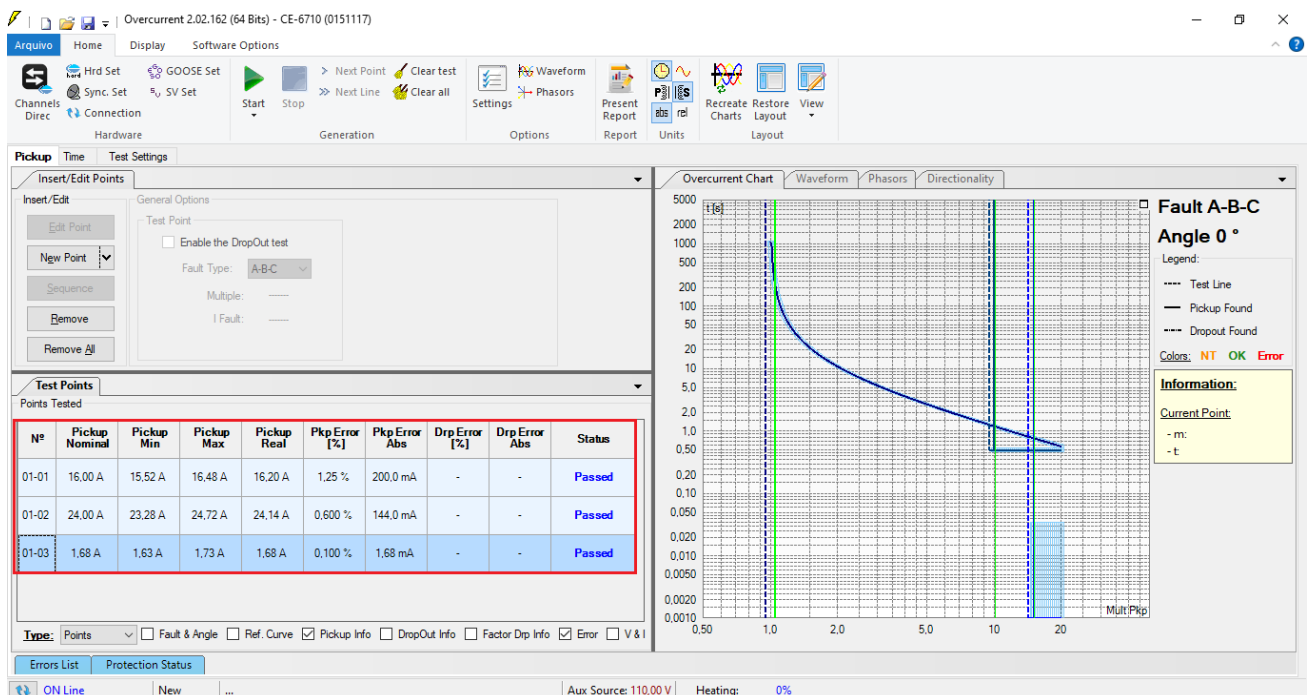 Overcurrent 2.02.162 (64 Bits) - CE-6710 (0151117)
Arquivo Home Display Software Options
Channels Direc
Hrd Set
Sync. Set
Connection
GOOSE Set
SV Set
Hardware
Start
Stop
> Next Point
>> Next Line
Clear test
Clear all
Generation
Settings
Waveform
Phasors
Options
Present Report
Report
abs rel
Units
Recreate Charts
Restore Layout
View
Layout
Pickup Time Test Settings
Insert/Edit Points
Insert/Edit
Edit Point
New Point
Sequence
Remove
Remove All
General Options
Test Point
Enable the DropOut test
Fault Type: A-B-C
Multiple: ----
I Fault: ----
Test Points
Points Tested
Nº Pickup Nominal Pickup Min Pickup Max Pickup Real Pkp Error [%] Pkp Error Abs Drp Error [%] Drp Error Abs Status
01-01 16,00 A 15,52 A 16,48 A 16,20 A 1,25 % 200,0 mA - - Passed
01-02 24,00 A 23,28 A 24,72 A 24,14 A 0,600 % 144,0 mA - - Passed
01-03 1,68 A 1,63 A 1,73 A 1,68 A 0,100 % 1,68 mA - - Passed
Type: Points Fault & Angle Ref. Curve Pickup Info DropOut Info Factor Drp Info Error V & I
Errors List Protection Status
Overcurrent Chart Waveform Phasors Directionality
t [s]
5000
2000
1000
500
200
100
50
20
10
5,0
2,0
1,0
0,50
0,20
0,10
0,050
0,020
0,010
0,0050
0,0020
0,0010
Mult Pkp
0,50 1,0 2,0 5,0 10 20
Fault A-B-C
Angle 0 °
Legend:
Test Line
Pickup Found
Dropout Found
Colors: NT OK Error
Information:
Current Point:
- m:
- t:
ON Line New ... Aux Source: 110,00 V Heating: 0%